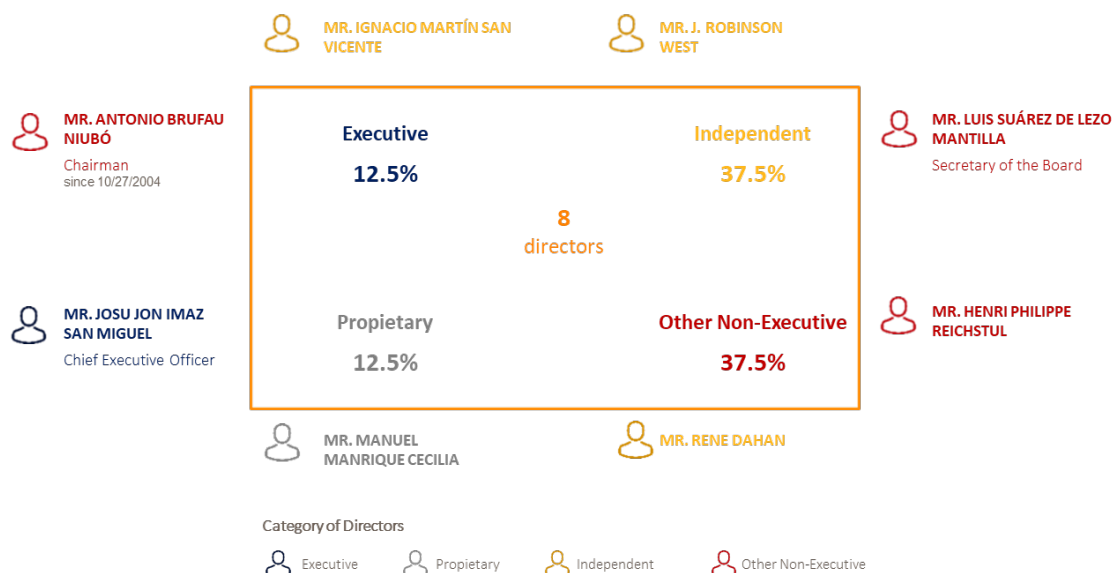 MR. IGNACIO MARTÍN SAN
VICENTE
MR. J. ROBINSON
WEST
MR. ANTONIO BRUFAU
NIUBÓ
Chairman
since 10/27/2004
Executive
12.5%
Independent
37.5%
MR. LUIS SUÁREZ DE LEZO
MANTILLA
Secretary of the Board
8
directors
MR. JOSU JON IMAZ
SAN MIGUEL
Chief Executive Officer
Propietary
12.5%
Other Non-Executive
37.5%
MR. HENRI PHILIPPE
REICHSTUL
MR. MANUEL
MANRIQUE CECILIA
MR. RENE DAHAN
Category of Directors
Executive
Propietary
Independent
Other Non-Executive